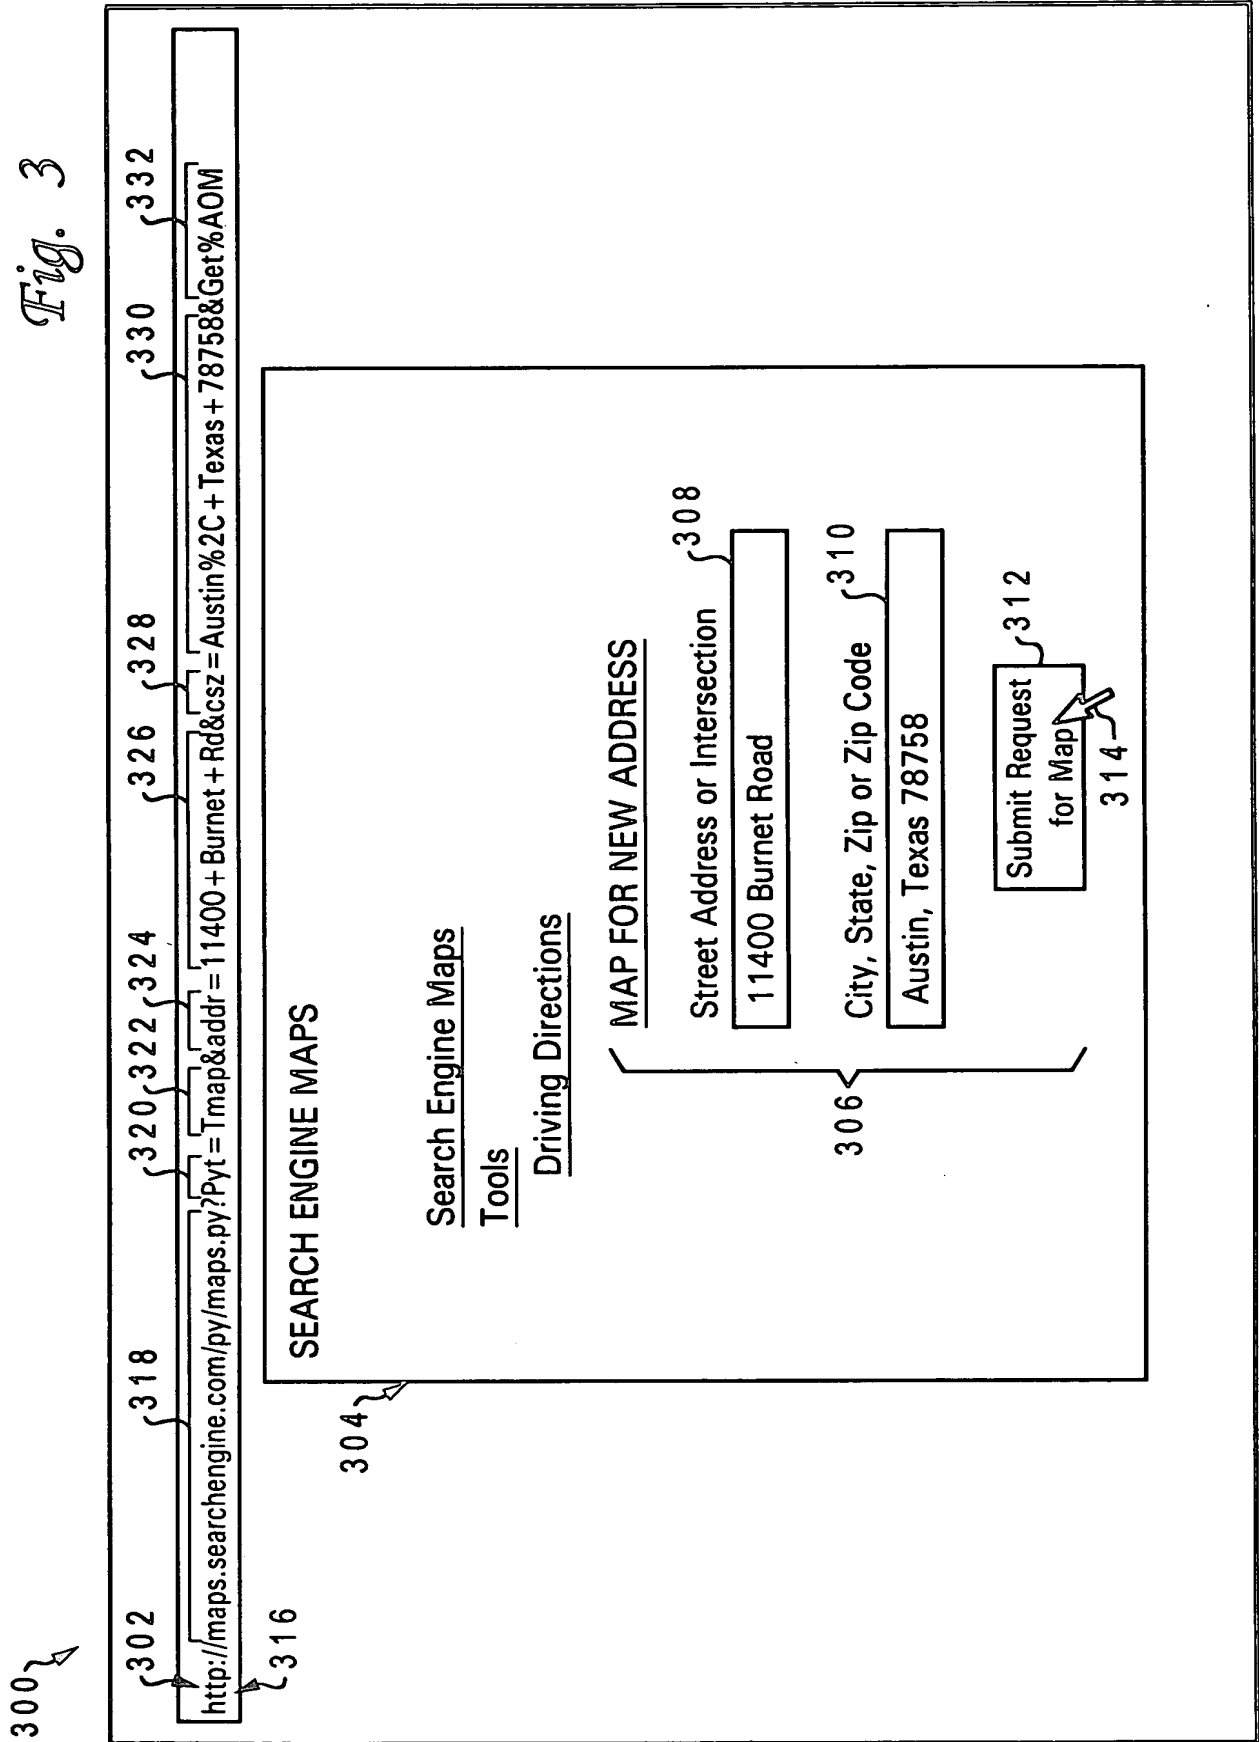 Fig. 3
300
302
318
320
322
324
326
328
330
332
http://maps.searchengine.com/py/maps.py?Pyt=Tmap&addr=11400+Burnet+Rd&csz=Austin%2C+Texas+78758&Get%AOM
316
304
SEARCH ENGINE MAPS
Search Engine Maps
Tools
Driving Directions
MAP FOR NEW ADDRESS
306
Street Address or Intersection
308
11400 Burnet Road
City, State, Zip or Zip Code
310
Austin, Texas 78758
Submit Request
for Map
312
314